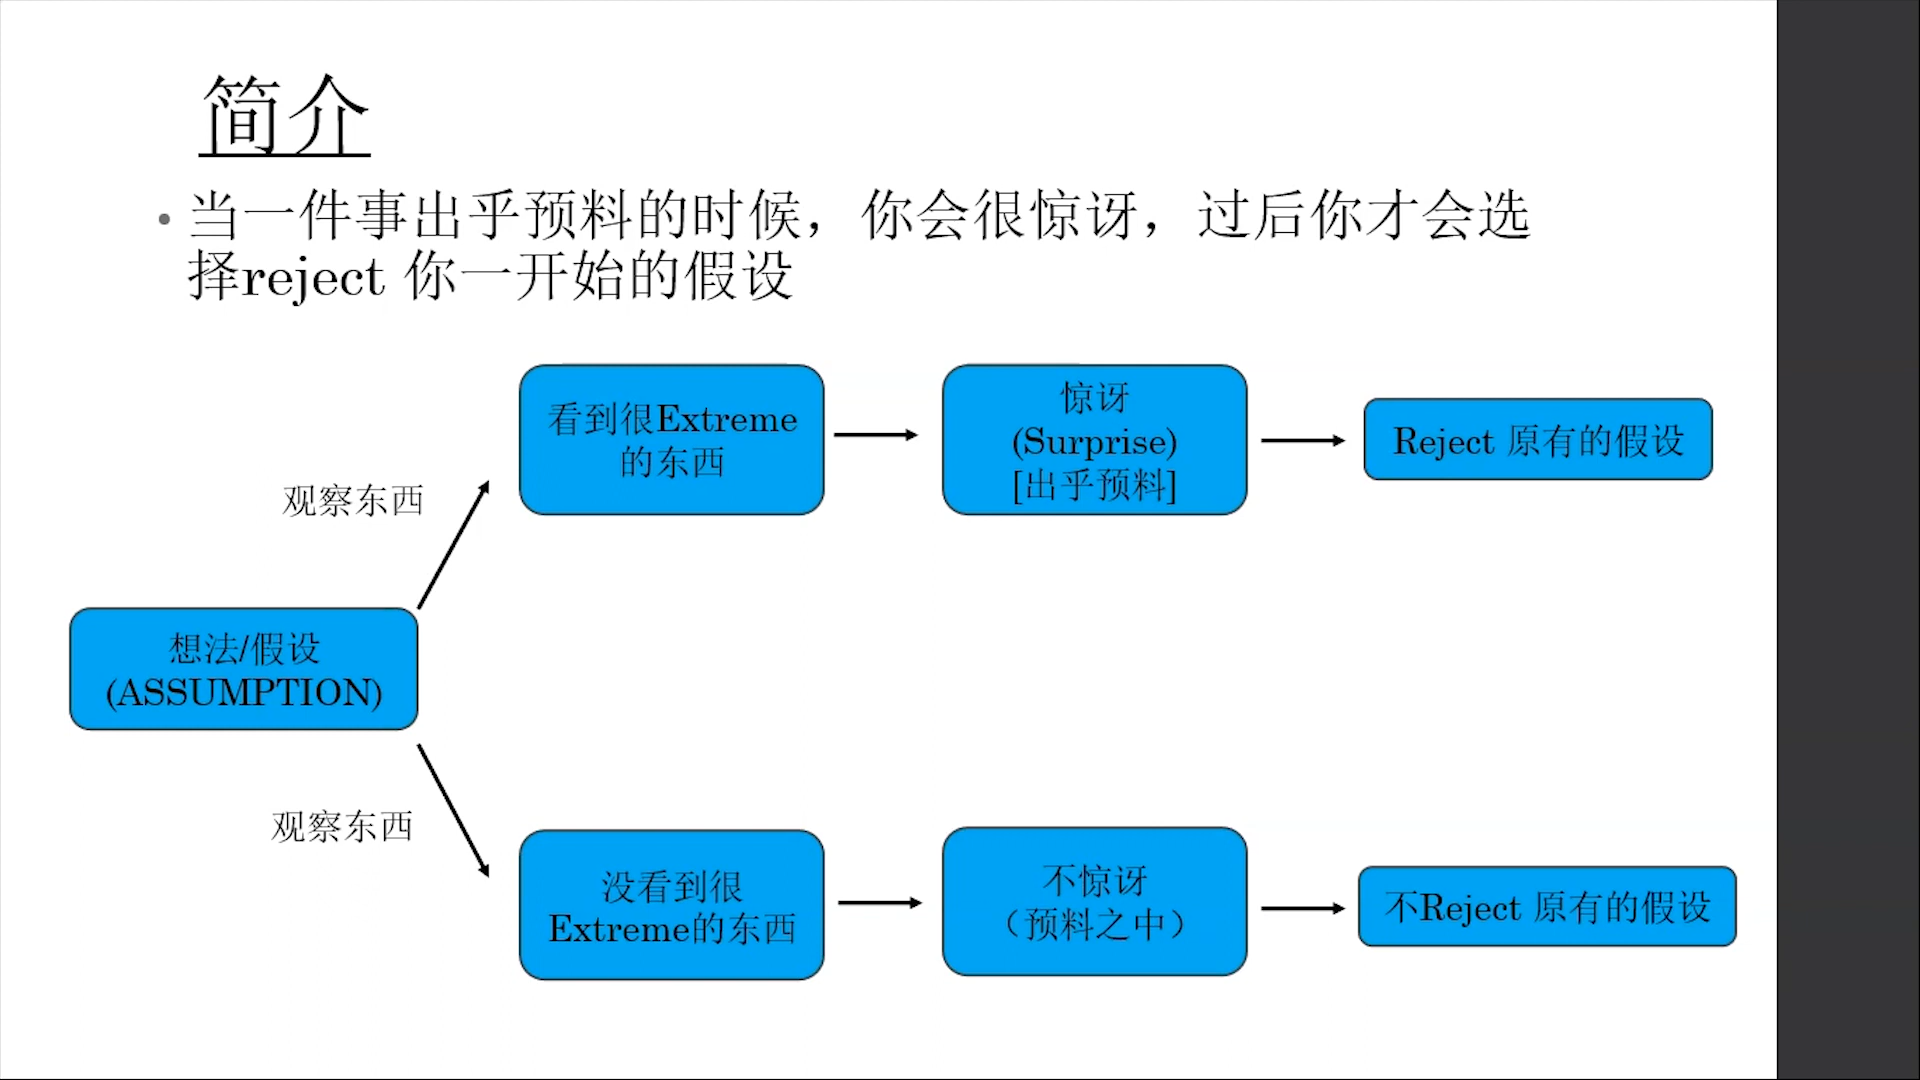 简介
• 当一件事出乎预料的时候，你会很惊讶，过后你才会选
择reject 你一开始的假设
看到很Extreme
的东西
惊讶
(Surprise)
[出乎预料]
Reject 原有的假设
观察东西
想法/假设
(ASSUMPTION)
观察东西
没看到很
Extreme的东西
不惊讶
（预料之中）
不Reject 原有的假设